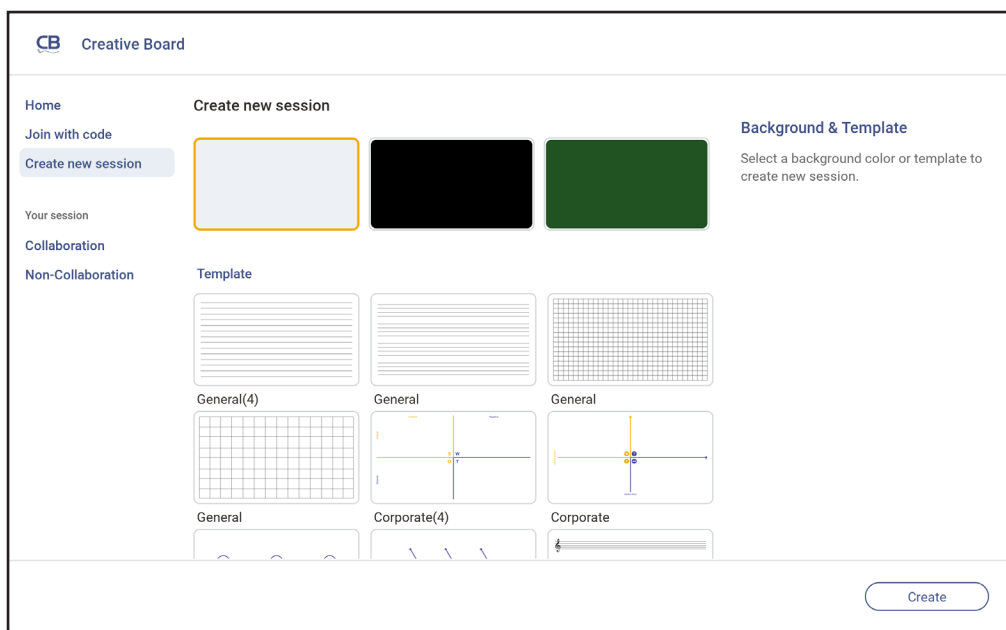 CB
Creative Board
Home
Join with code
Create new session
Your session
Collaboration
Non-Collaboration
Create new session
Background & Template
Select a background color or template to
create new session.
Template
General(4)
General
General
General
Corporate(4)
Corporate
W
T
Create